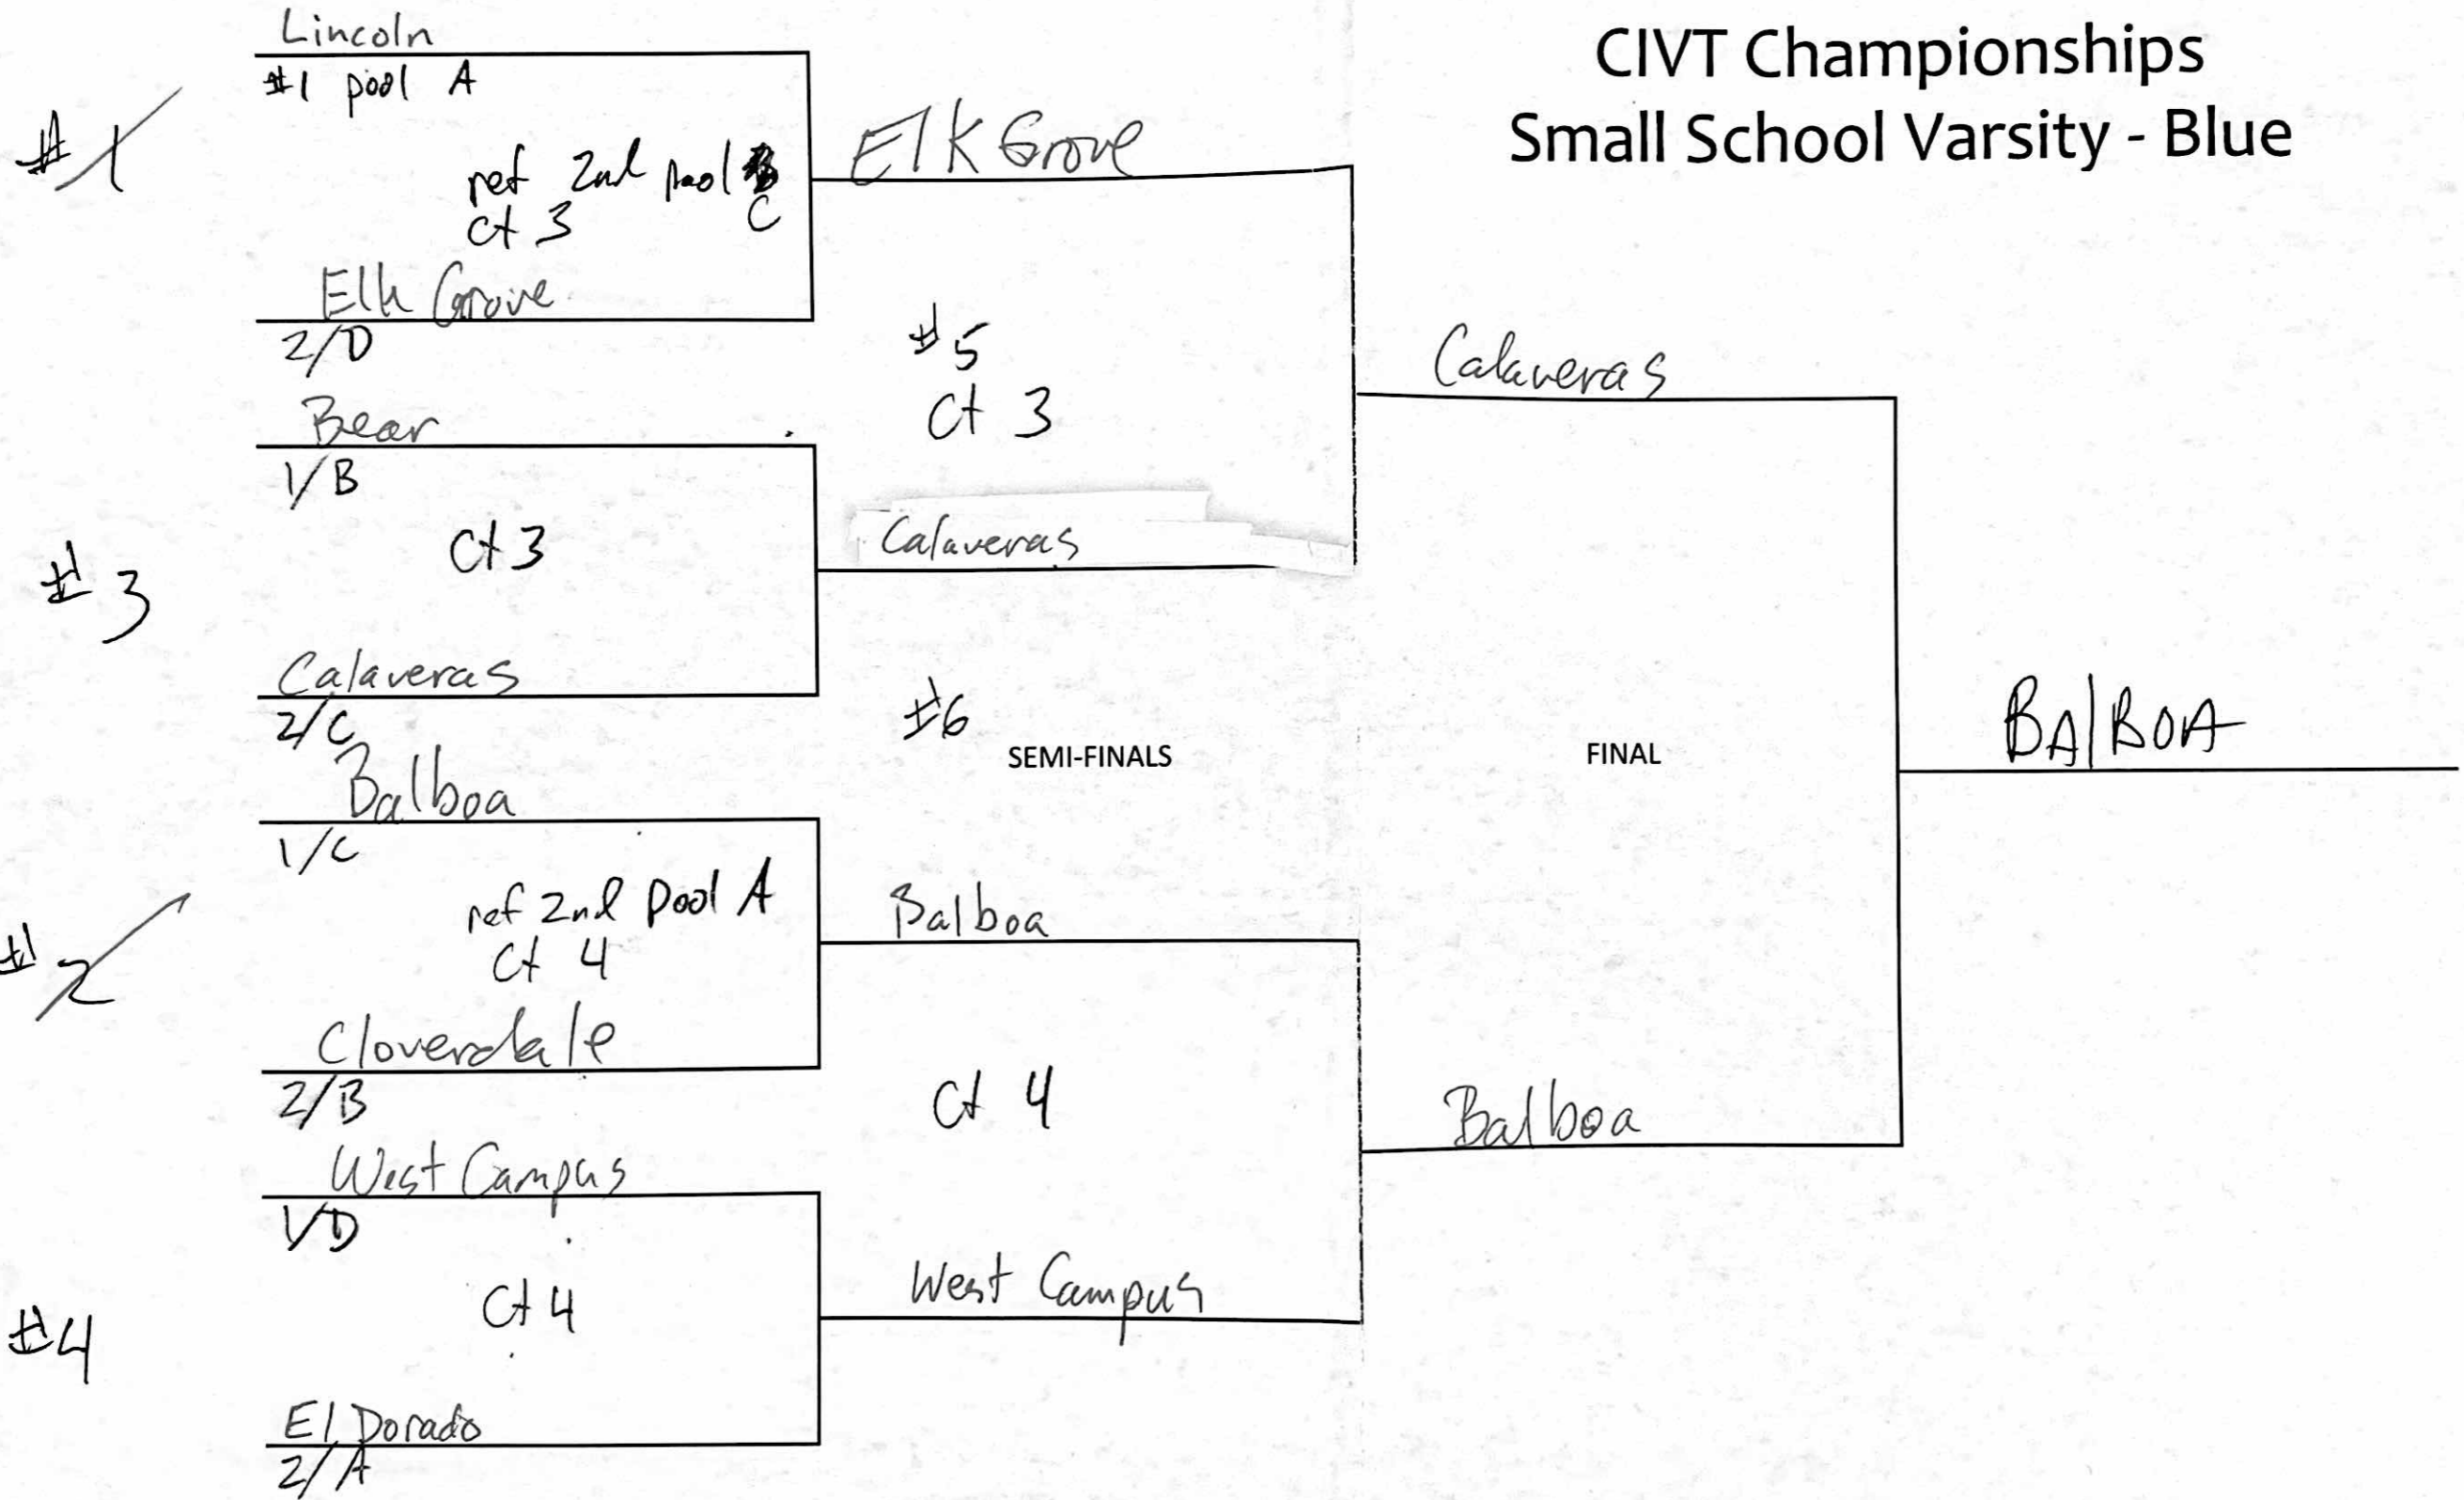 CIVT Championships
Small School Varsity - Blue
Lincoln
#1 pool A
#1
ref 2nd pool
C
ct 3
Elk Grove
2/D
Elk Grove
#5
Ct 3
Bear
1/B
#3
Ct 3
Calaveras
2/C
Calaveras
Calaveras
#6
SEMI-FINALS
FINAL
BAlBOA
Balboa
1/C
#2
ref 2nd Pool A
Ct 4
Cloverdale
2/B
Balboa
Ct 4
Balboa
West Campus
1/D
#4
Ct 4
El Dorado
2/A
West Campus